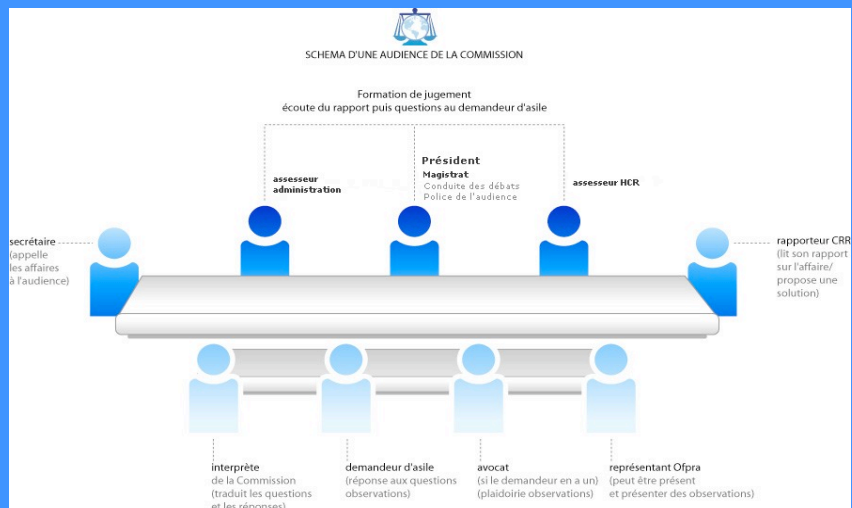 SCHEMA D'UNE AUDIENCE DE LA COMMISSION
Formation de jugement
écoute du rapport puis questions au demandeur d'asile
assesseur
administration
Président
Magistrat
Conduite des débats
Police de l'audience
assesseur HCR
secrétaire
(appelle
les affaires
à l'audience)
rapporteur CRR
(lit son rapport
sur l'affaire/
propose une
solution)
interprète
de la Commission
(traduit les questions
et les réponses)
demandeur d'asile
(réponse aux questions
observations)
avocat
(si le demandeur en a un)
(plaidoirie observations)
représentant Ofpra
(peut être présent
et présenter des observations)